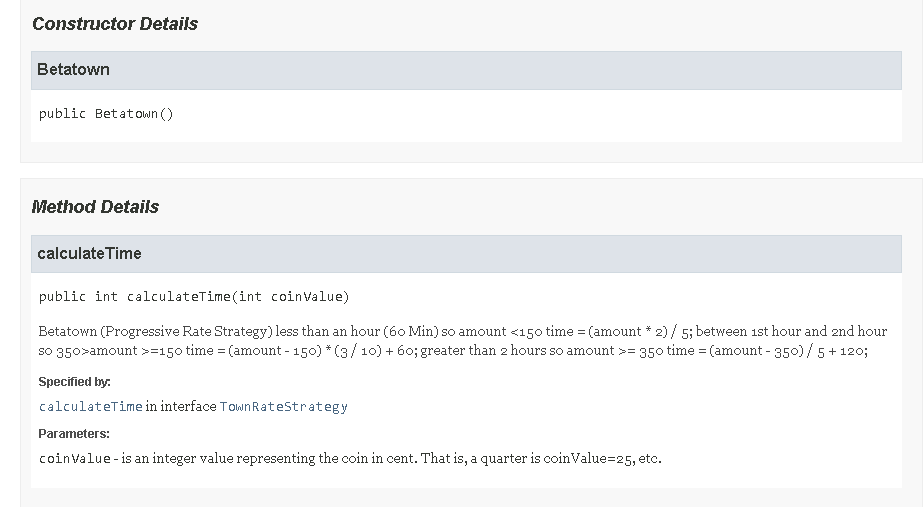 Constructor Details
Betatown
public Betatown()
Method Details
calculateTime
public int calculateTime(int coinValue)
Betatown (Progressive Rate Strategy) less than an hour (60 Min) so amount <150 time = (amount * 2) / 5; between 1st hour and 2nd hour
so 350>amount >=150 time = (amount - 150) * (3 / 10) + 60; greater than 2 hours so amount >= 350 time = (amount - 350) / 5 + 120;
Specified by:
calculateTime in interface TownRateStrategy
Parameters:
coinValue - is an integer value representing the coin in cent. That is, a quarter is coinValue=25, etc.